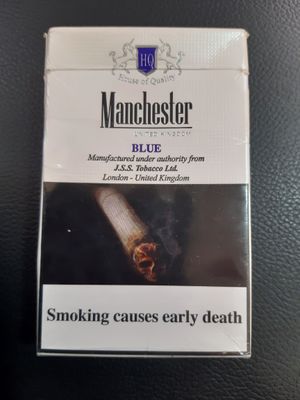 HQ
House of Quality
Manchester
UNITED KINGDOM
BLUE
Manufactured under authority from
J.S.S. Tobacco Ltd.
London - United Kingdom
Smoking causes early death